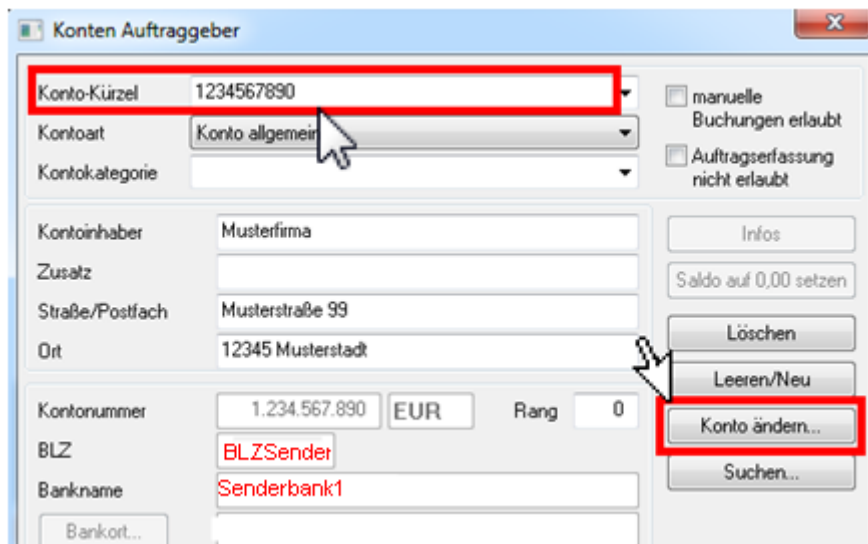 Konten Auftraggeber
Konto-Kürzel 1234567890
manuelle
Buchungen erlaubt
Kontoart Konto allgemein
Auftragserfassung
nicht erlaubt
Kontokategorie
Kontoinhaber Musterfirma
Infos
Zusatz
Saldo auf 0,00 setzen
Straße/Postfach Musterstraße 99
Löschen
Ort 12345 Musterstadt
Leeren/Neu
Kontonummer 1.234.567.890 EUR Rang 0
Konto ändern...
BLZ BLZSender
Suchen...
Bankname Senderbank1
Bankort...